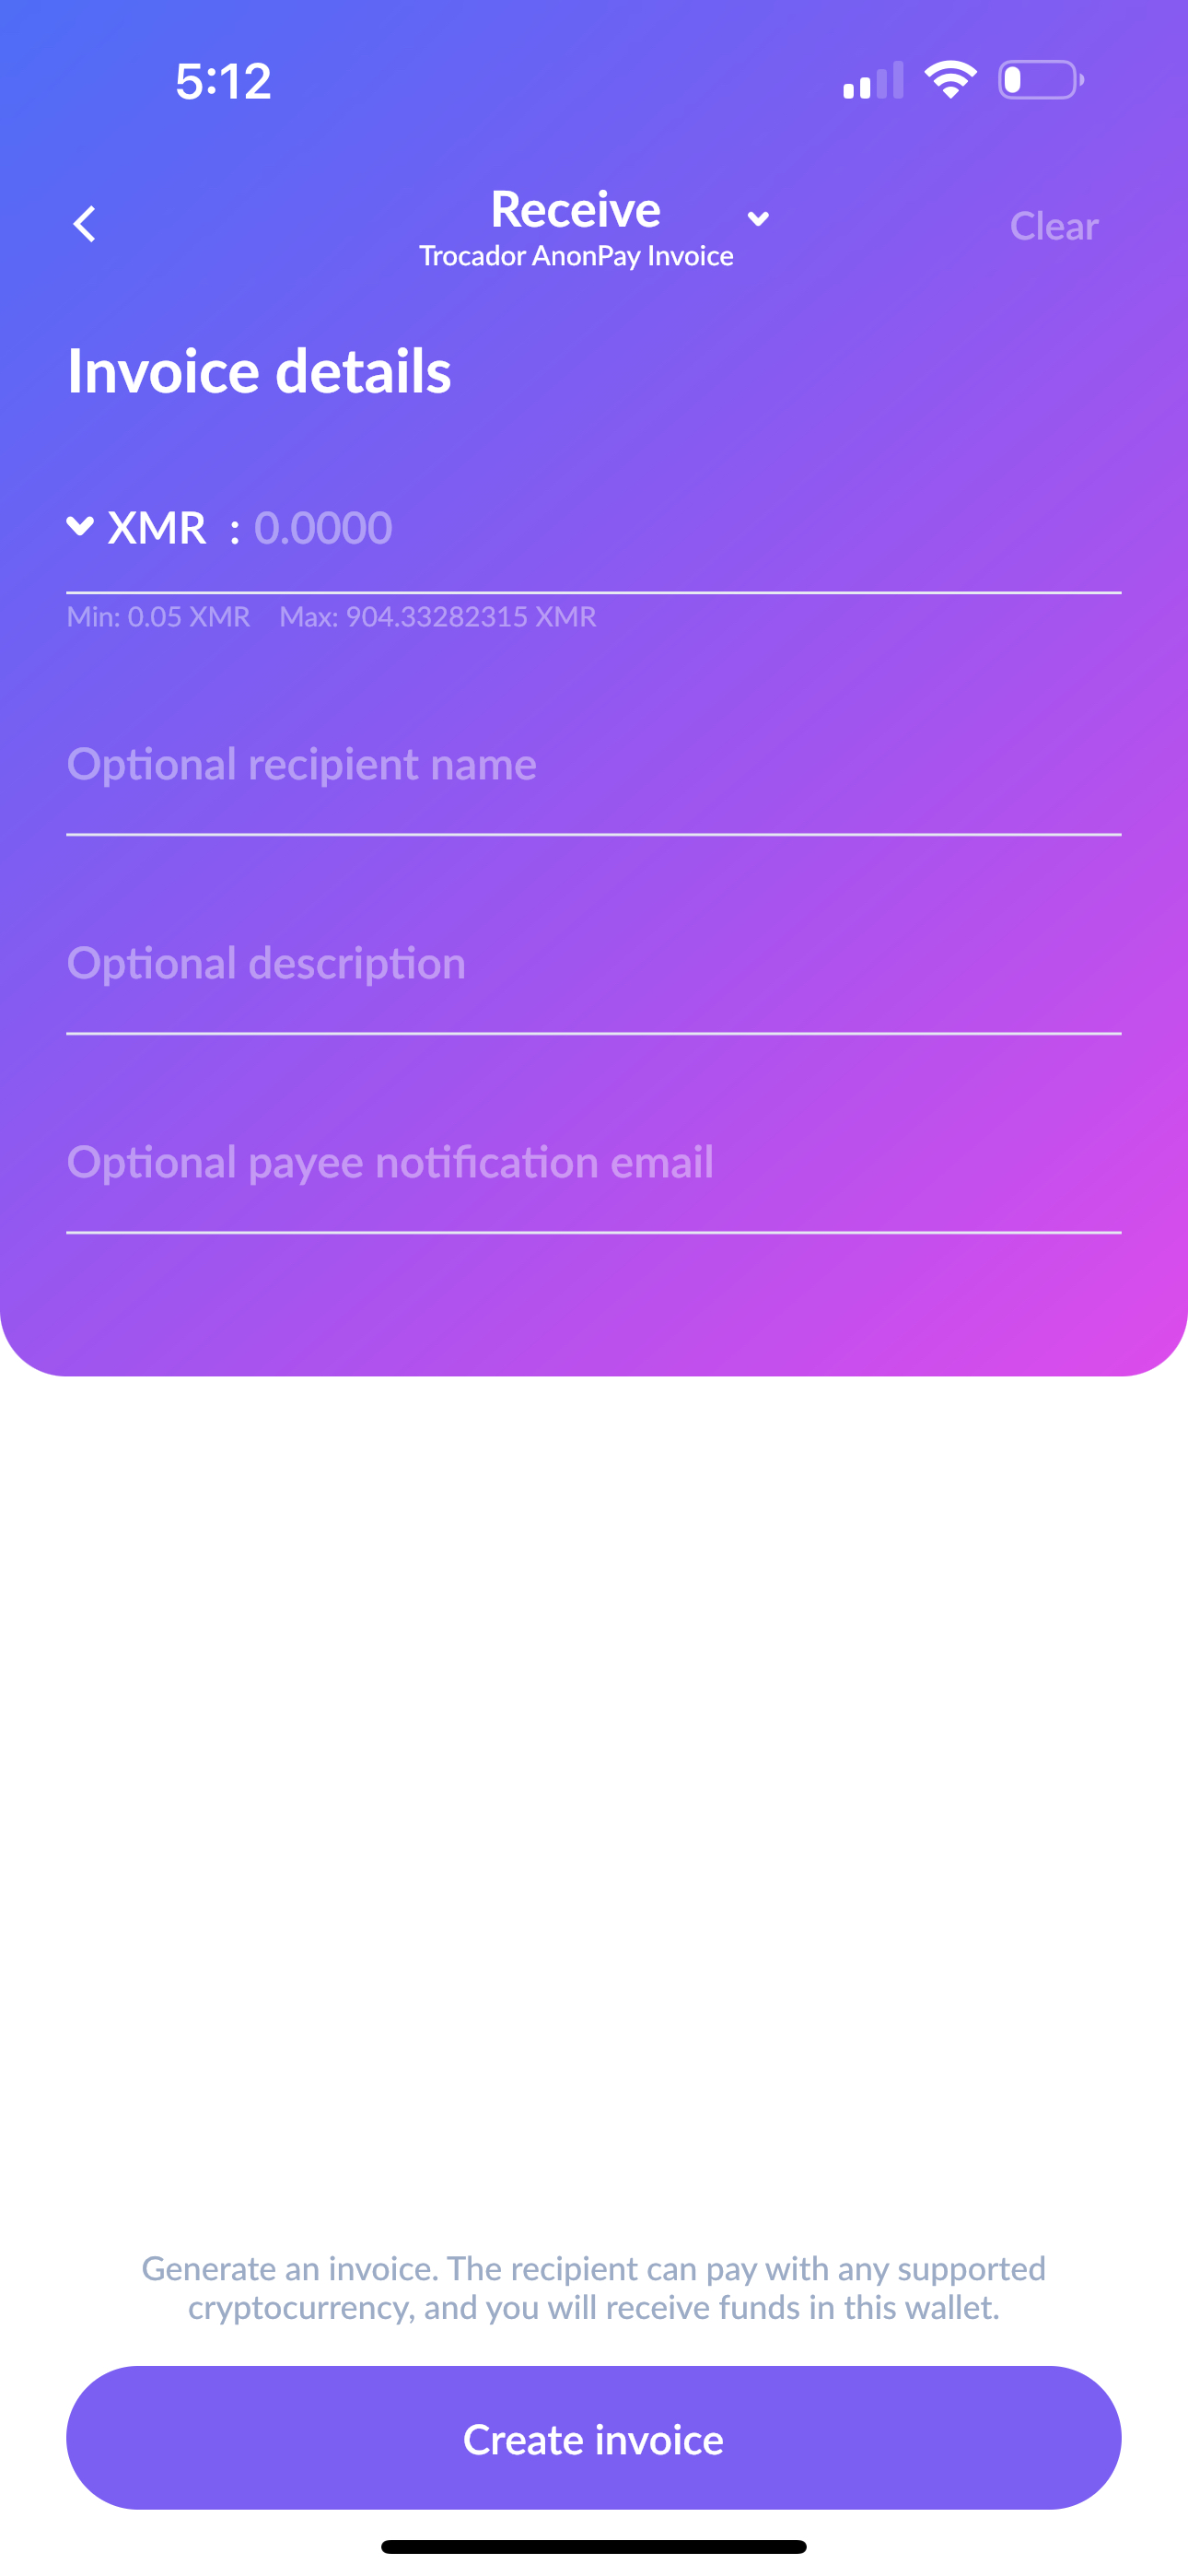 5:12
Receive
Clear
Trocador AnonPay Invoice
Invoice details
XMR : 0.0000
Min: 0.05 XMR Max: 904.33282315 XMR
Optional recipient name
Optional description
Optional payee notification email
Generate an invoice. The recipient can pay with any supported
cryptocurrency, and you will receive funds in this wallet.
Create invoice